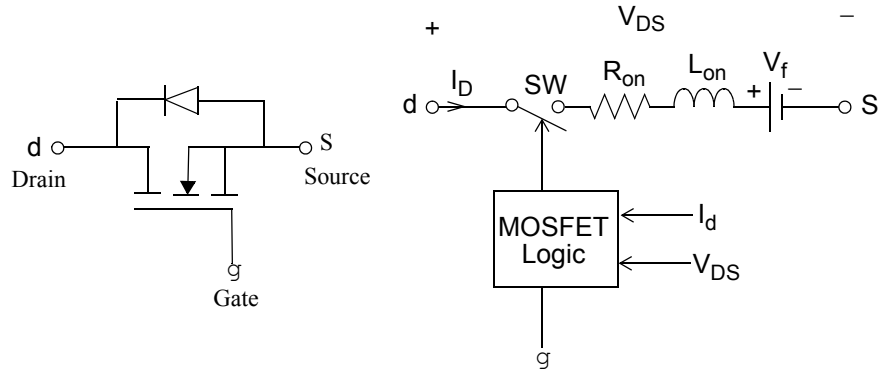 d
Drain
S
Source
g
Gate
+
V_DS
−
I_D
SW
R_on
L_on
V_f
+ −
d
S
MOSFET
Logic
I_d
V_DS
g